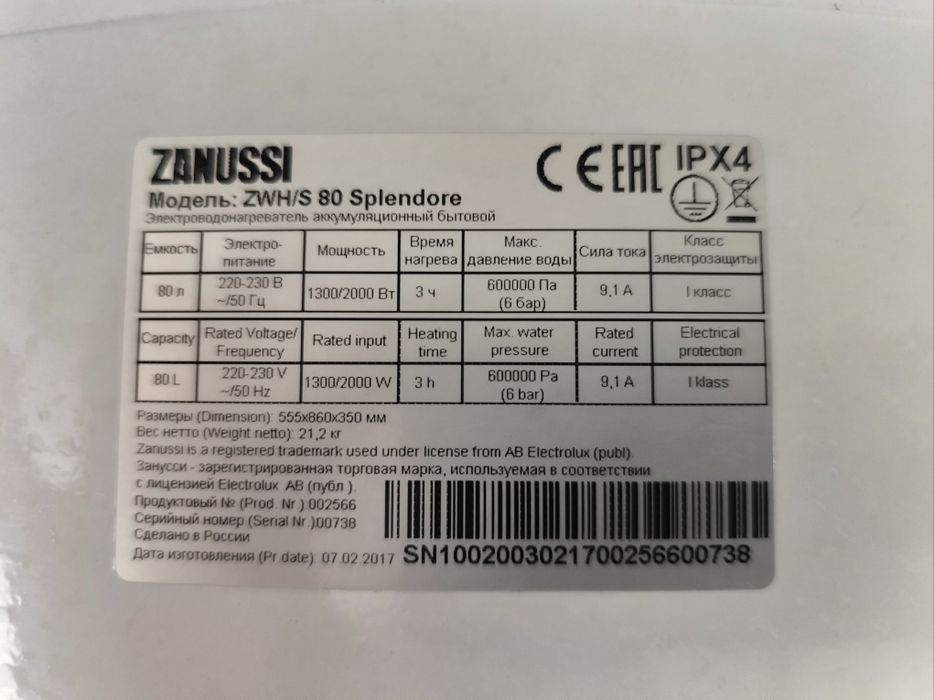 ZANUSSI
CE EAC IPX4
Модель: ZWH/S 80 Splendore
Электроводонагреватель аккумуляционный бытовой
Емкость Электро-питание Мощность Время нагрева Макс. давление воды Сила тока Класс электрозащиты
80 л 220-230 В ~/50 Гц 1300/2000 Вт 3 ч 600000 Па (6 бар) 9,1 А I класс
Capacity Rated Voltage/ Frequency Rated input Heating time Max. water pressure Rated current Electrical protection
80 L 220-230 V ~/50 Hz 1300/2000 W 3 h 600000 Pa (6 bar) 9,1 A I klass
Размеры (Dimension): 555x860x350 мм
Вес нетто (Weight netto): 21,2 кг
Zanussi is a registered trademark used under license from AB Electrolux (publ).
Занусси - зарегистрированная торговая марка, используемая в соответствии
с лицензией Electrolux AB (публ.).
Продуктовый № (Prod. Nr.):002566
Серийный номер (Serial Nr.)00738
Сделано в России
Дата изготовления (Pr.date): 07.02.2017
SN1002003021700256600738